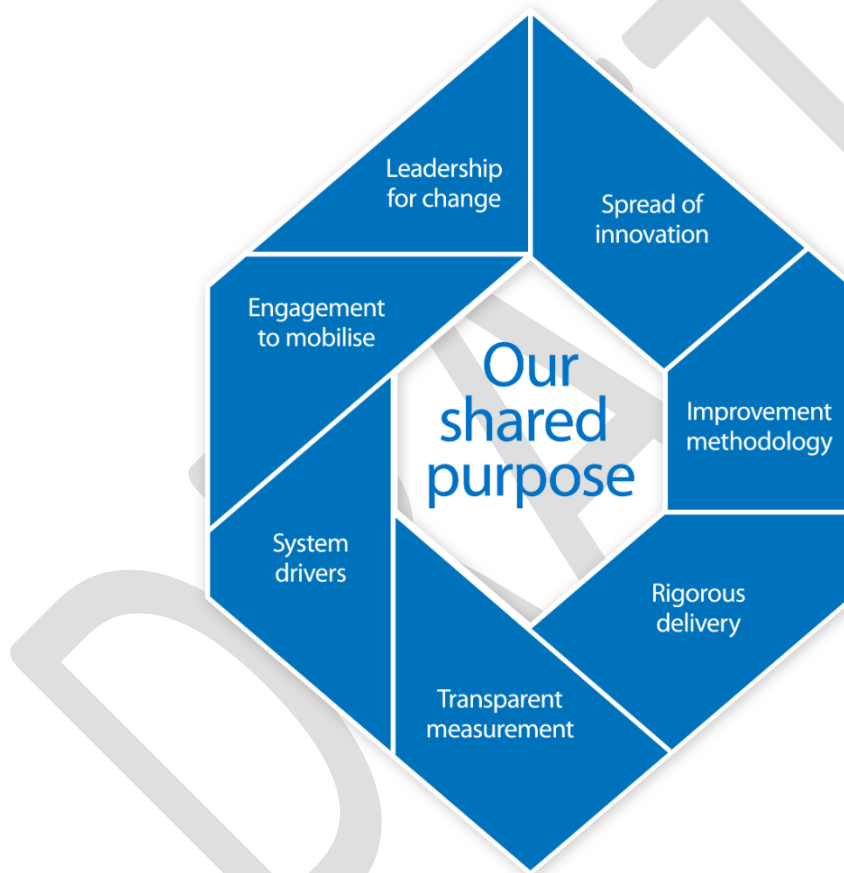 Leadership
for change
Spread of
innovation
Engagement
to mobilise
Our
shared
purpose
Improvement
methodology
System
drivers
Rigorous
delivery
Transparent
measurement